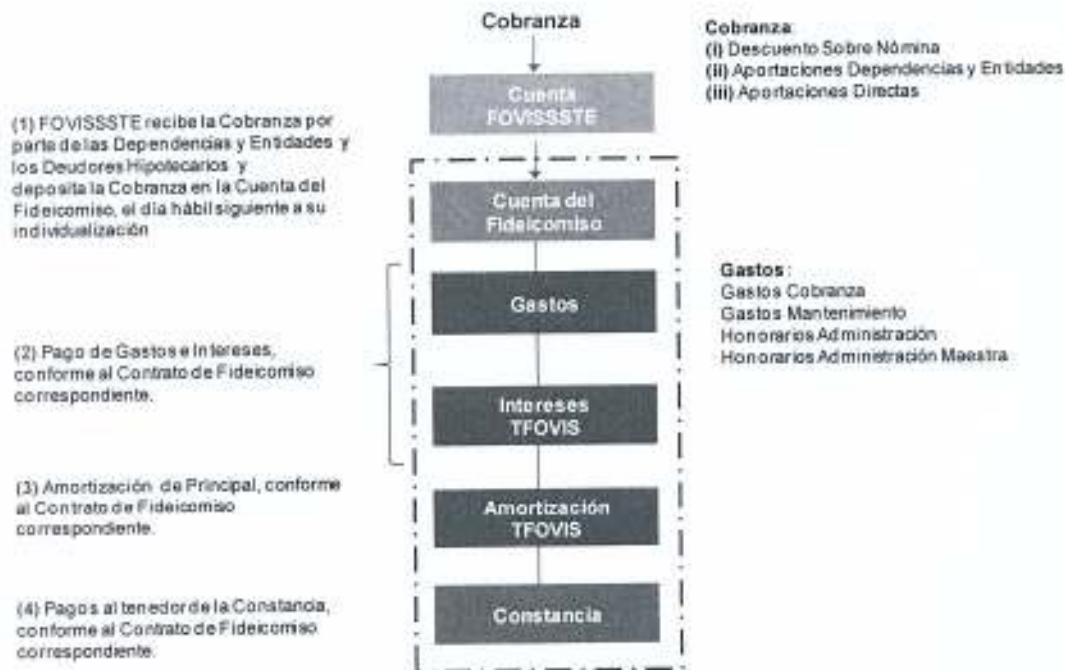 Cobranza
Cobranza:
(i) Descuento Sobre Nómina
(ii) Aportaciones Dependencias y Entidades
(iii) Aportaciones Directas
Cuenta
FOVISSSTE
(1) FOVISSSTE recibe la Cobranza por
parte de las Dependencias y Entidades y
los Deudores Hipotecarios y
deposita la Cobranza en la Cuenta del
Fideicomiso, el día hábil siguiente a su
individualización
Cuenta del
Fideicomiso
Gastos
Gastos:
Gastos Cobranza
Gastos Mantenimiento
Honorarios Administración
Honorarios Administración Maestra
(2) Pago de Gastos e Intereses,
conforme al Contrato de Fideicomiso
correspondiente.
Intereses
TFOVIS
(3) Amortización de Principal, conforme
al Contrato de Fideicomiso
correspondiente.
Amortización
TFOVIS
(4) Pagos al tenedor de la Constancia,
conforme al Contrato de Fideicomiso
correspondiente.
Constancia